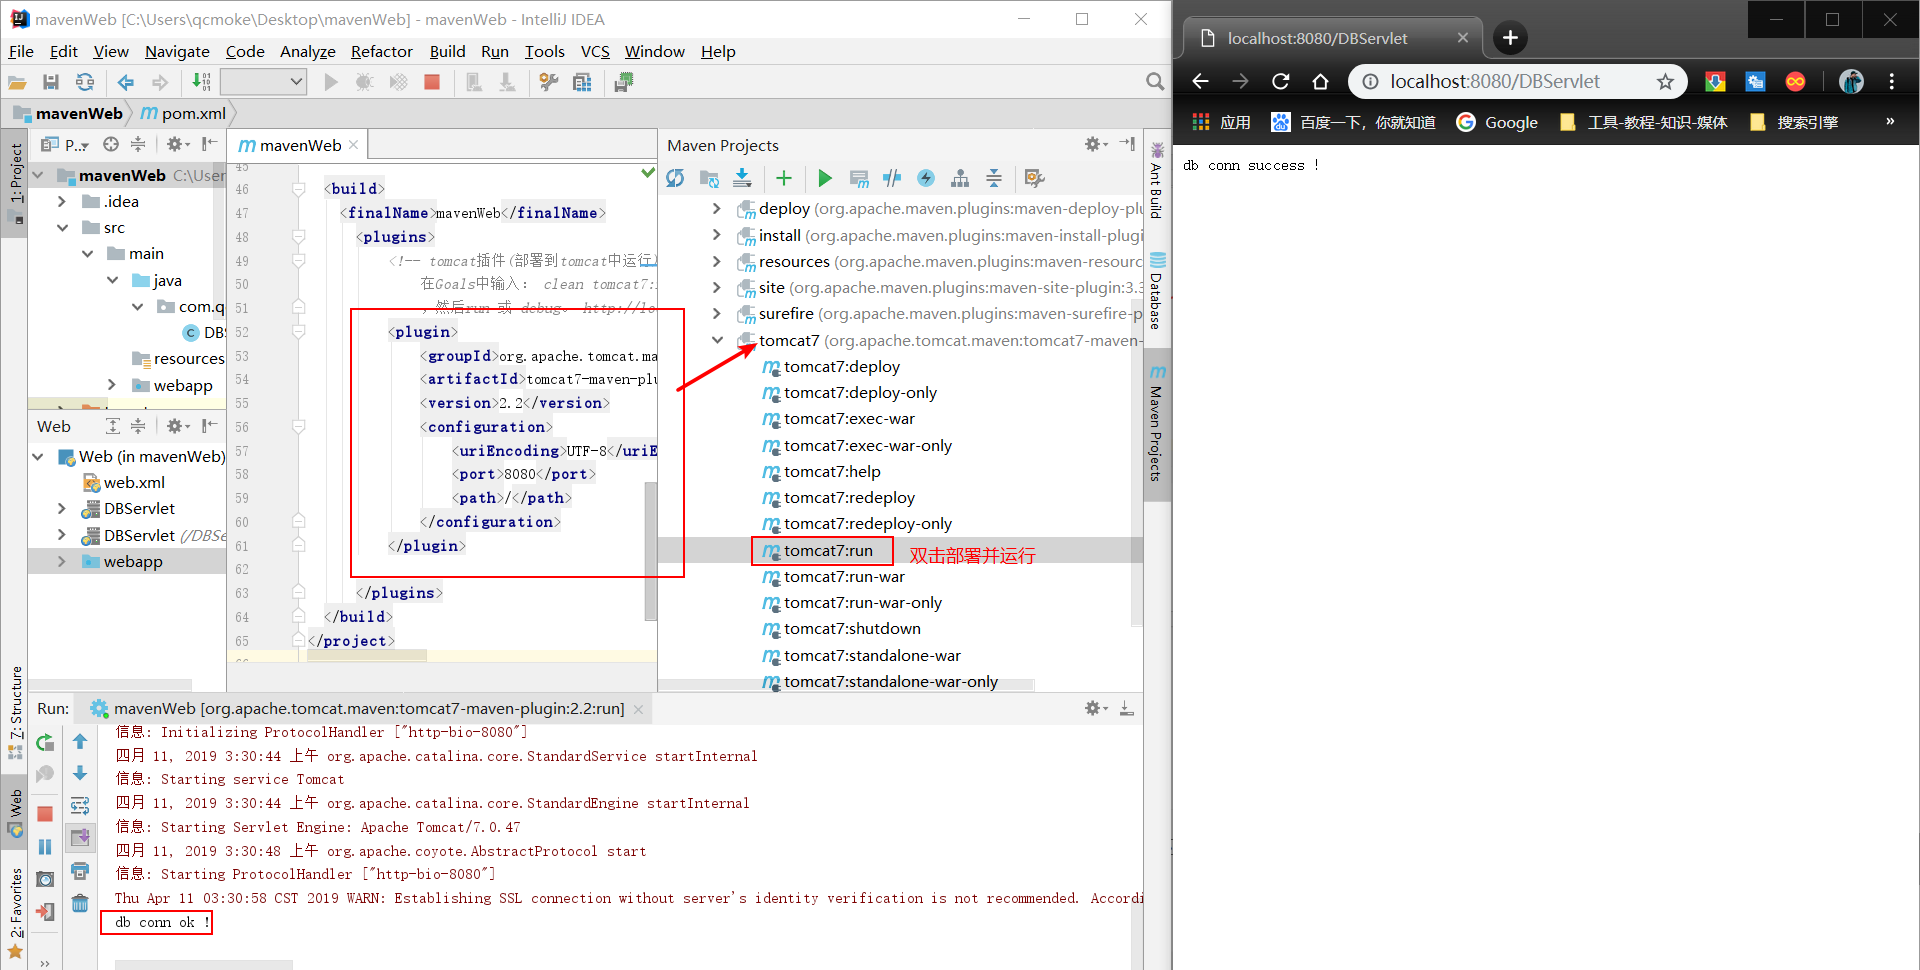 mavenWeb [C:\Users\qcmoke\Desktop\mavenWeb] - mavenWeb - IntelliJ IDEA
File Edit View Navigate Code Analyze Refactor Build Run Tools VCS Window Help
mavenWeb pom.xml
1: Project
P...
mavenWeb C:\User
.idea
src
main
java
com.q
DBS
resources
webapp
Web
Web (in mavenWeb)
web.xml
DBServlet
DBServlet (/DBSe
webapp
7: Structure
Web
2: Favorites
mavenWeb
45
46 <build>
47 <finalName>mavenWeb</finalName>
48 <plugins>
49 <!-- tomcat插件(部署到tomcat中运行
50 在Goals中输入: clean tomcat7:
51 ,然后run 或 debug。 http://lo
52 <plugin>
53 <groupId>org.apache.tomcat.ma
54 <artifactId>tomcat7-maven-plu
55 <version>2.2</version>
56 <configuration>
57 <uriEncoding>UTF-8</uriE
58 <port>8080</port>
59 <path>/</path>
60 </configuration>
61 </plugin>
62
63 </plugins>
64 </build>
65 </project>
Maven Projects
deploy (org.apache.maven.plugins:maven-deploy-plu
install (org.apache.maven.plugins:maven-install-plugi
resources (org.apache.maven.plugins:maven-resourc
site (org.apache.maven.plugins:maven-site-plugin:3.3
surefire (org.apache.maven.plugins:maven-surefire-p
tomcat7 (org.apache.tomcat.maven:tomcat7-maven-
tomcat7:deploy
tomcat7:deploy-only
tomcat7:exec-war
tomcat7:exec-war-only
tomcat7:help
tomcat7:redeploy
tomcat7:redeploy-only
tomcat7:run 双击部署并运行
tomcat7:run-war
tomcat7:run-war-only
tomcat7:shutdown
tomcat7:standalone-war
tomcat7:standalone-war-only
Ant Build
Database
Maven Projects
Run: mavenWeb [org.apache.tomcat.maven:tomcat7-maven-plugin:2.2:run]
信息: Initializing ProtocolHandler ["http-bio-8080"]
四月 11, 2019 3:30:44 上午 org.apache.catalina.core.StandardService startInternal
信息: Starting service Tomcat
四月 11, 2019 3:30:44 上午 org.apache.catalina.core.StandardEngine startInternal
信息: Starting Servlet Engine: Apache Tomcat/7.0.47
四月 11, 2019 3:30:48 上午 org.apache.coyote.AbstractProtocol start
信息: Starting ProtocolHandler ["http-bio-8080"]
Thu Apr 11 03:30:58 CST 2019 WARN: Establishing SSL connection without server's identity verification is not recommended. Accordi
db conn ok !
localhost:8080/DBServlet
localhost:8080/DBServlet
应用 百度一下，你就知道 Google 工具-教程-知识-媒体 搜索引擎 »
db conn success !